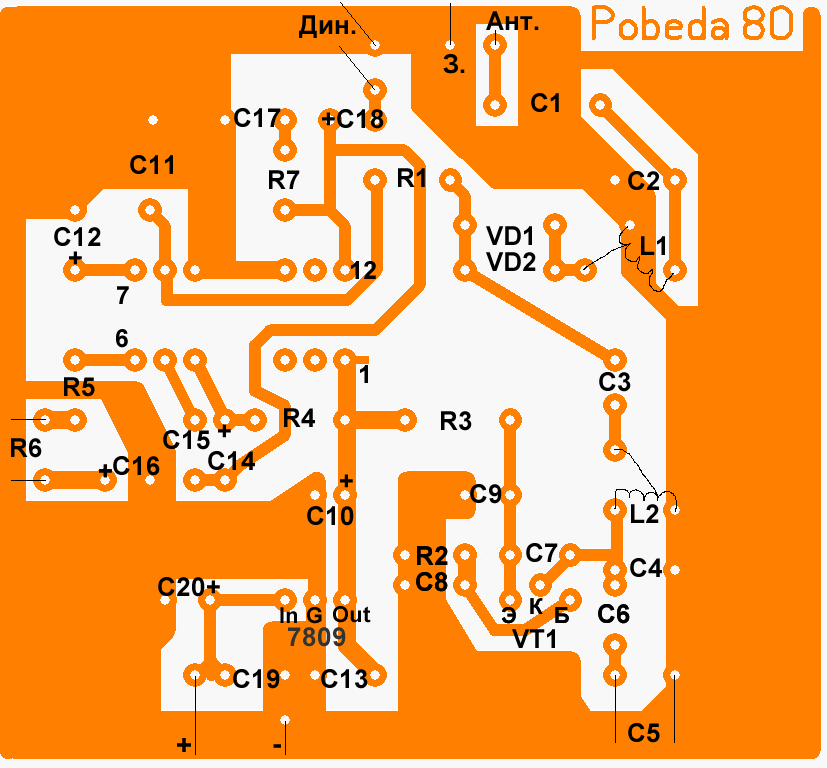 Дин.
Ант.
Pobeda 80
З.
C1
C17
+C18
C11
R7
R1
C2
C12
+
VD1
L1
VD2
12
7
6
1
C3
R5
R4
R3
R6
C15
+
C14
+C16
+
C9
C10
L2
R2
C7
C8
C4
C20+
In G Out
Э
К
Б
C6
7809
VT1
C19
C13
C5
+
-